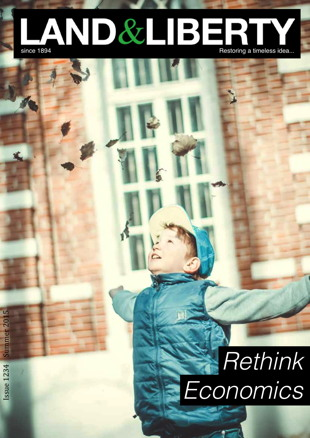 LAND&LIBERTY
since 1894
Restoring a timeless idea...
Issue 1234 Summer 2015
Rethink
Economics